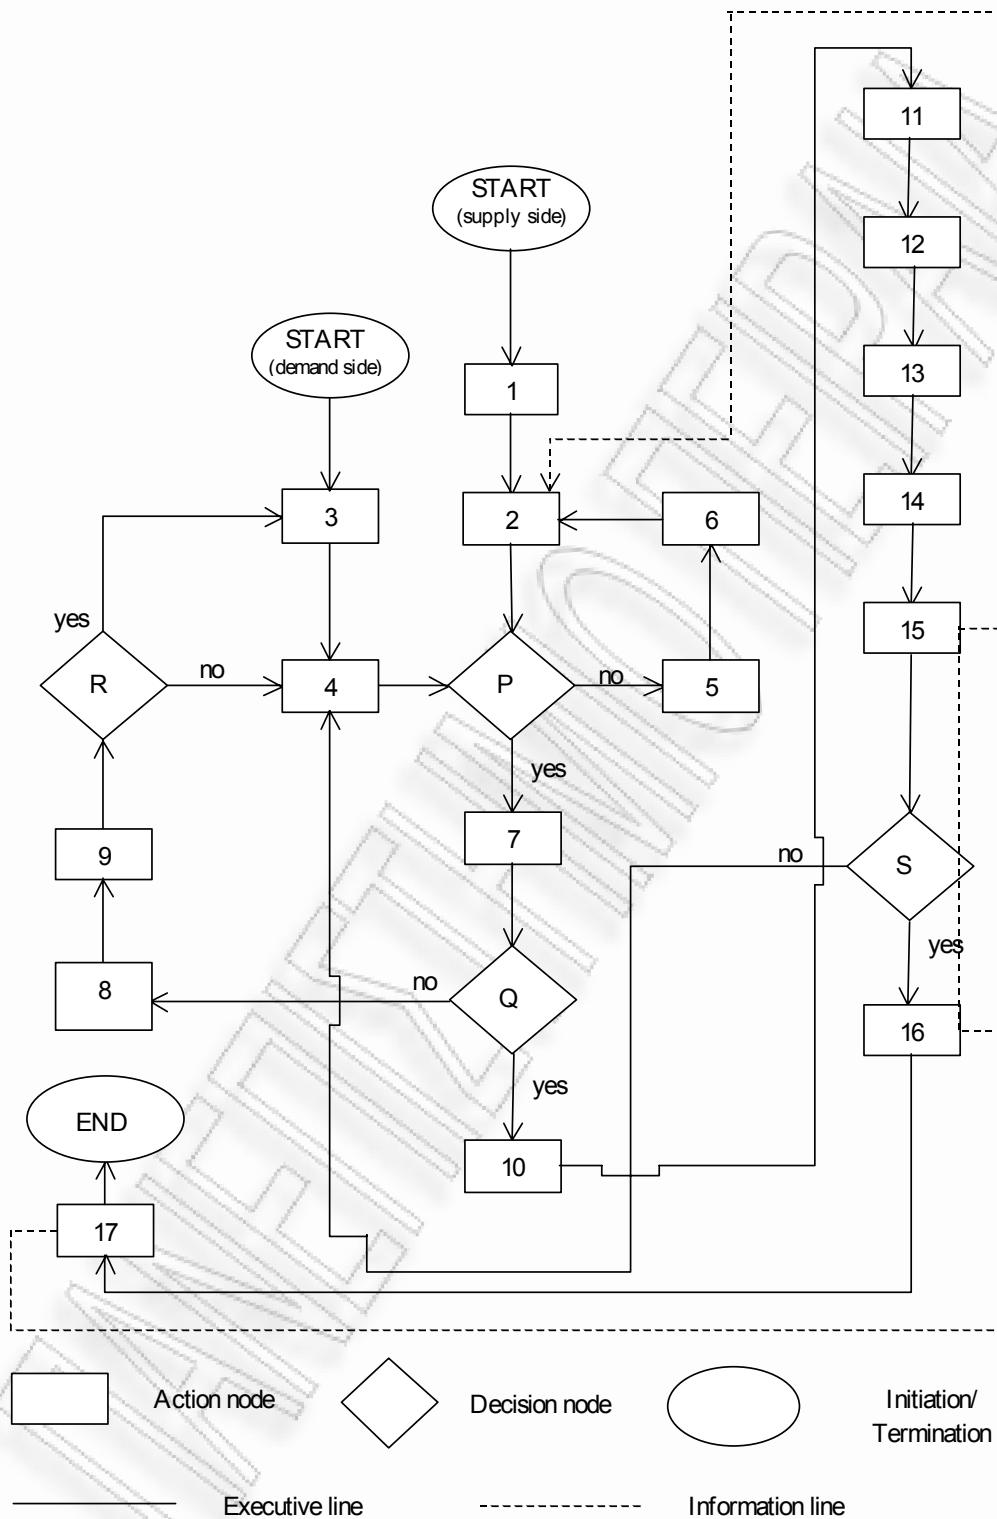 START
(supply side)
START
(demand side)
1
2
3
4
5
6
7
8
9
10
11
12
13
14
15
16
17
P
no
yes
Q
no
yes
R
yes
no
S
no
yes
END
Action node
Decision node
Initiation/
Termination
Executive line
Information line